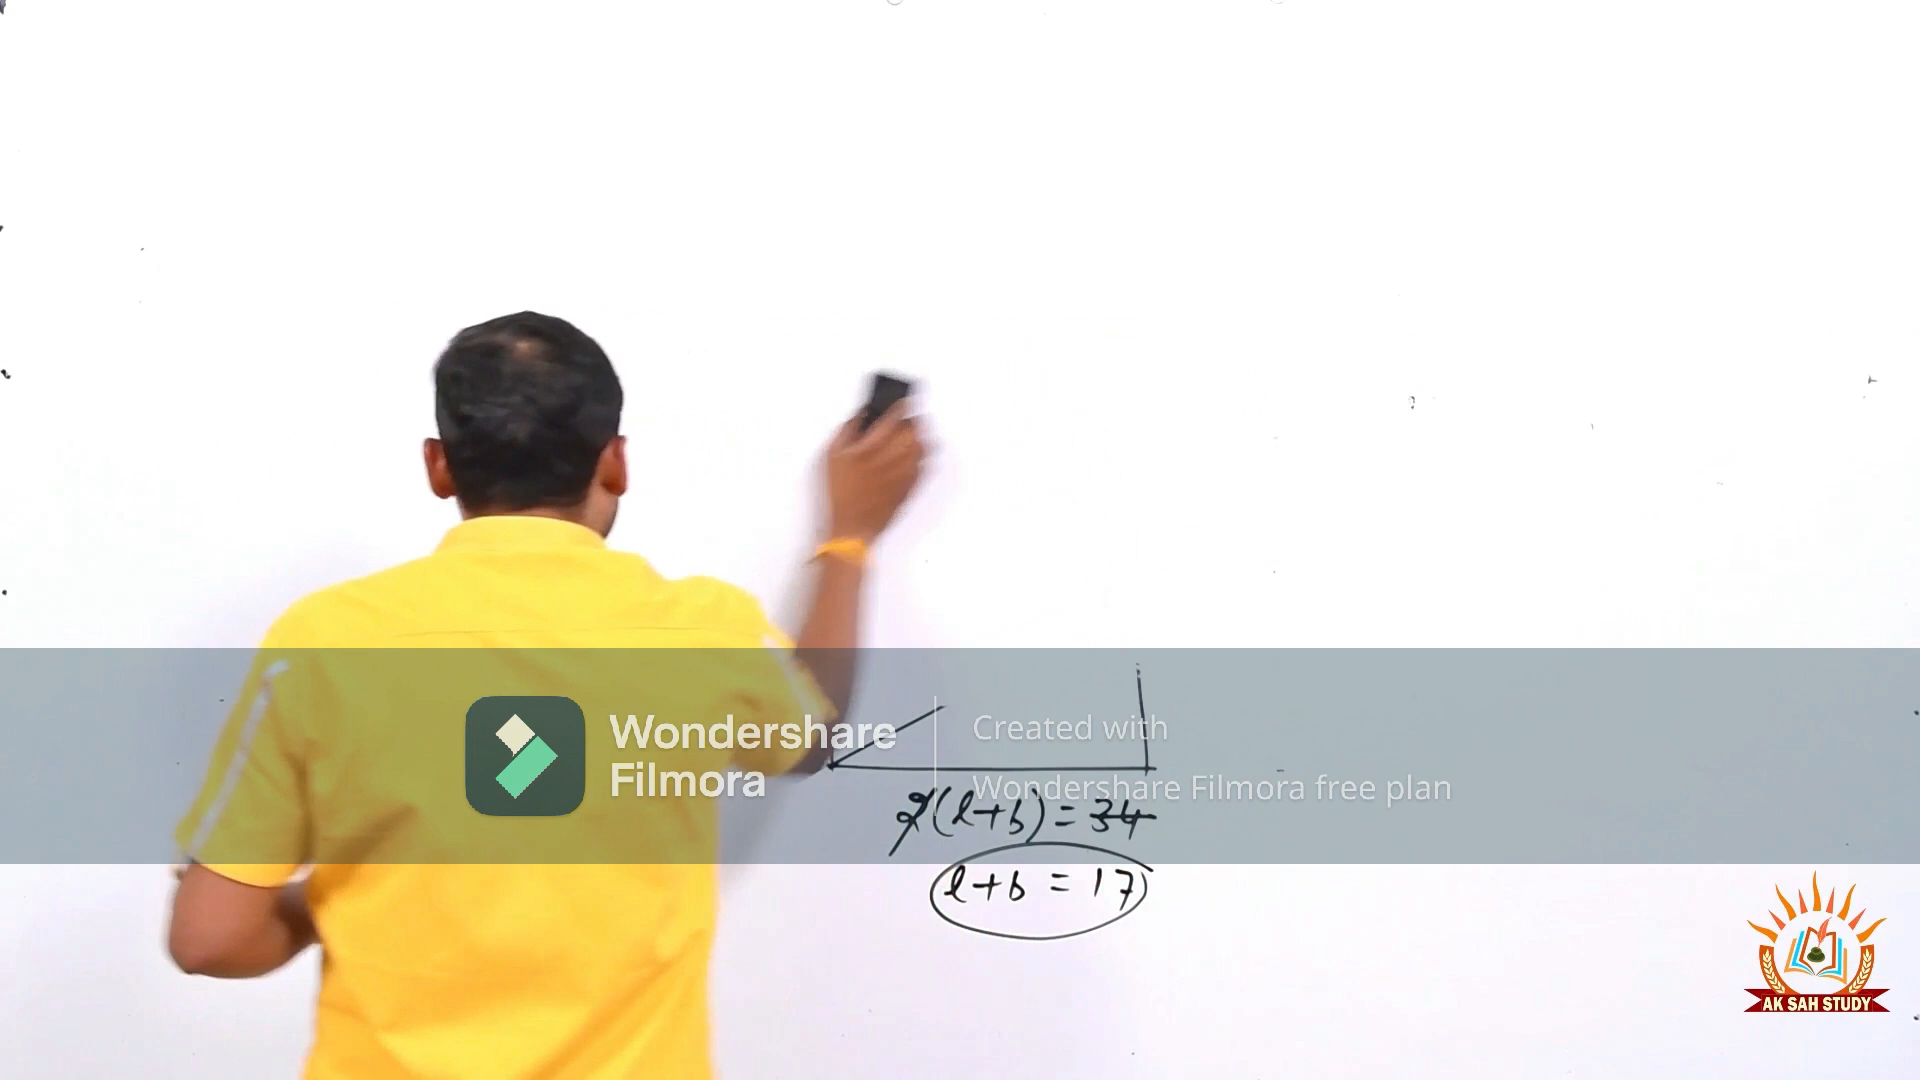 Wondershare
Filmora
Created with
Wondershare Filmora free plan
2(l+b) = 34
l+b = 17
AK SAH STUDY